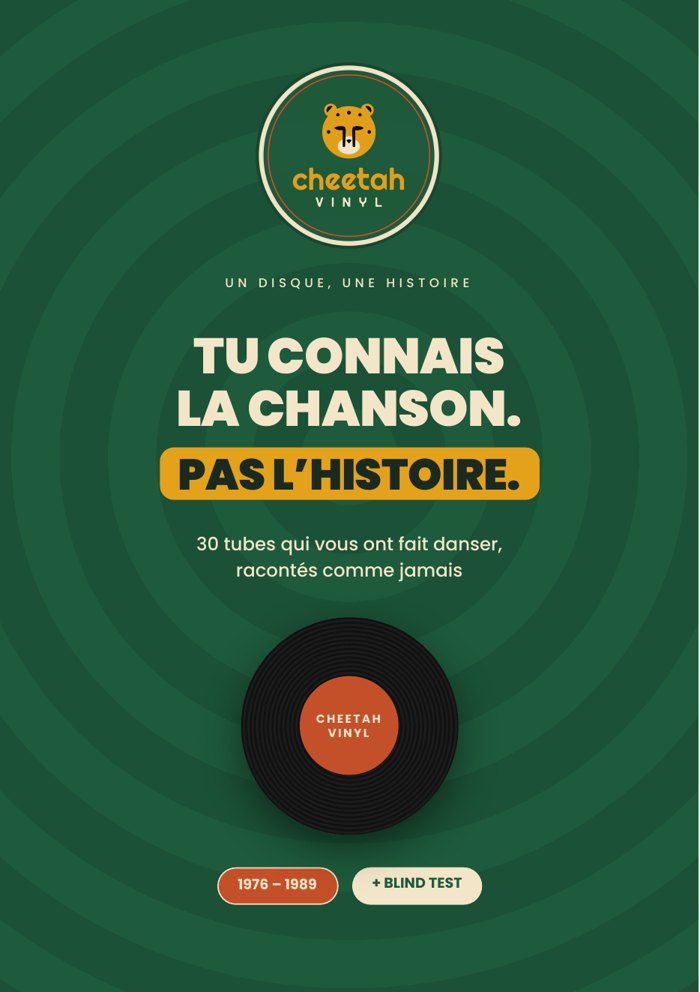 cheetah
VINYL
UN DISQUE, UNE HISTOIRE
TU CONNAIS
LA CHANSON.
PAS L’HISTOIRE.
30 tubes qui vous ont fait danser,
racontés comme jamais
CHEETAH
VINYL
1976 – 1989
+ BLIND TEST